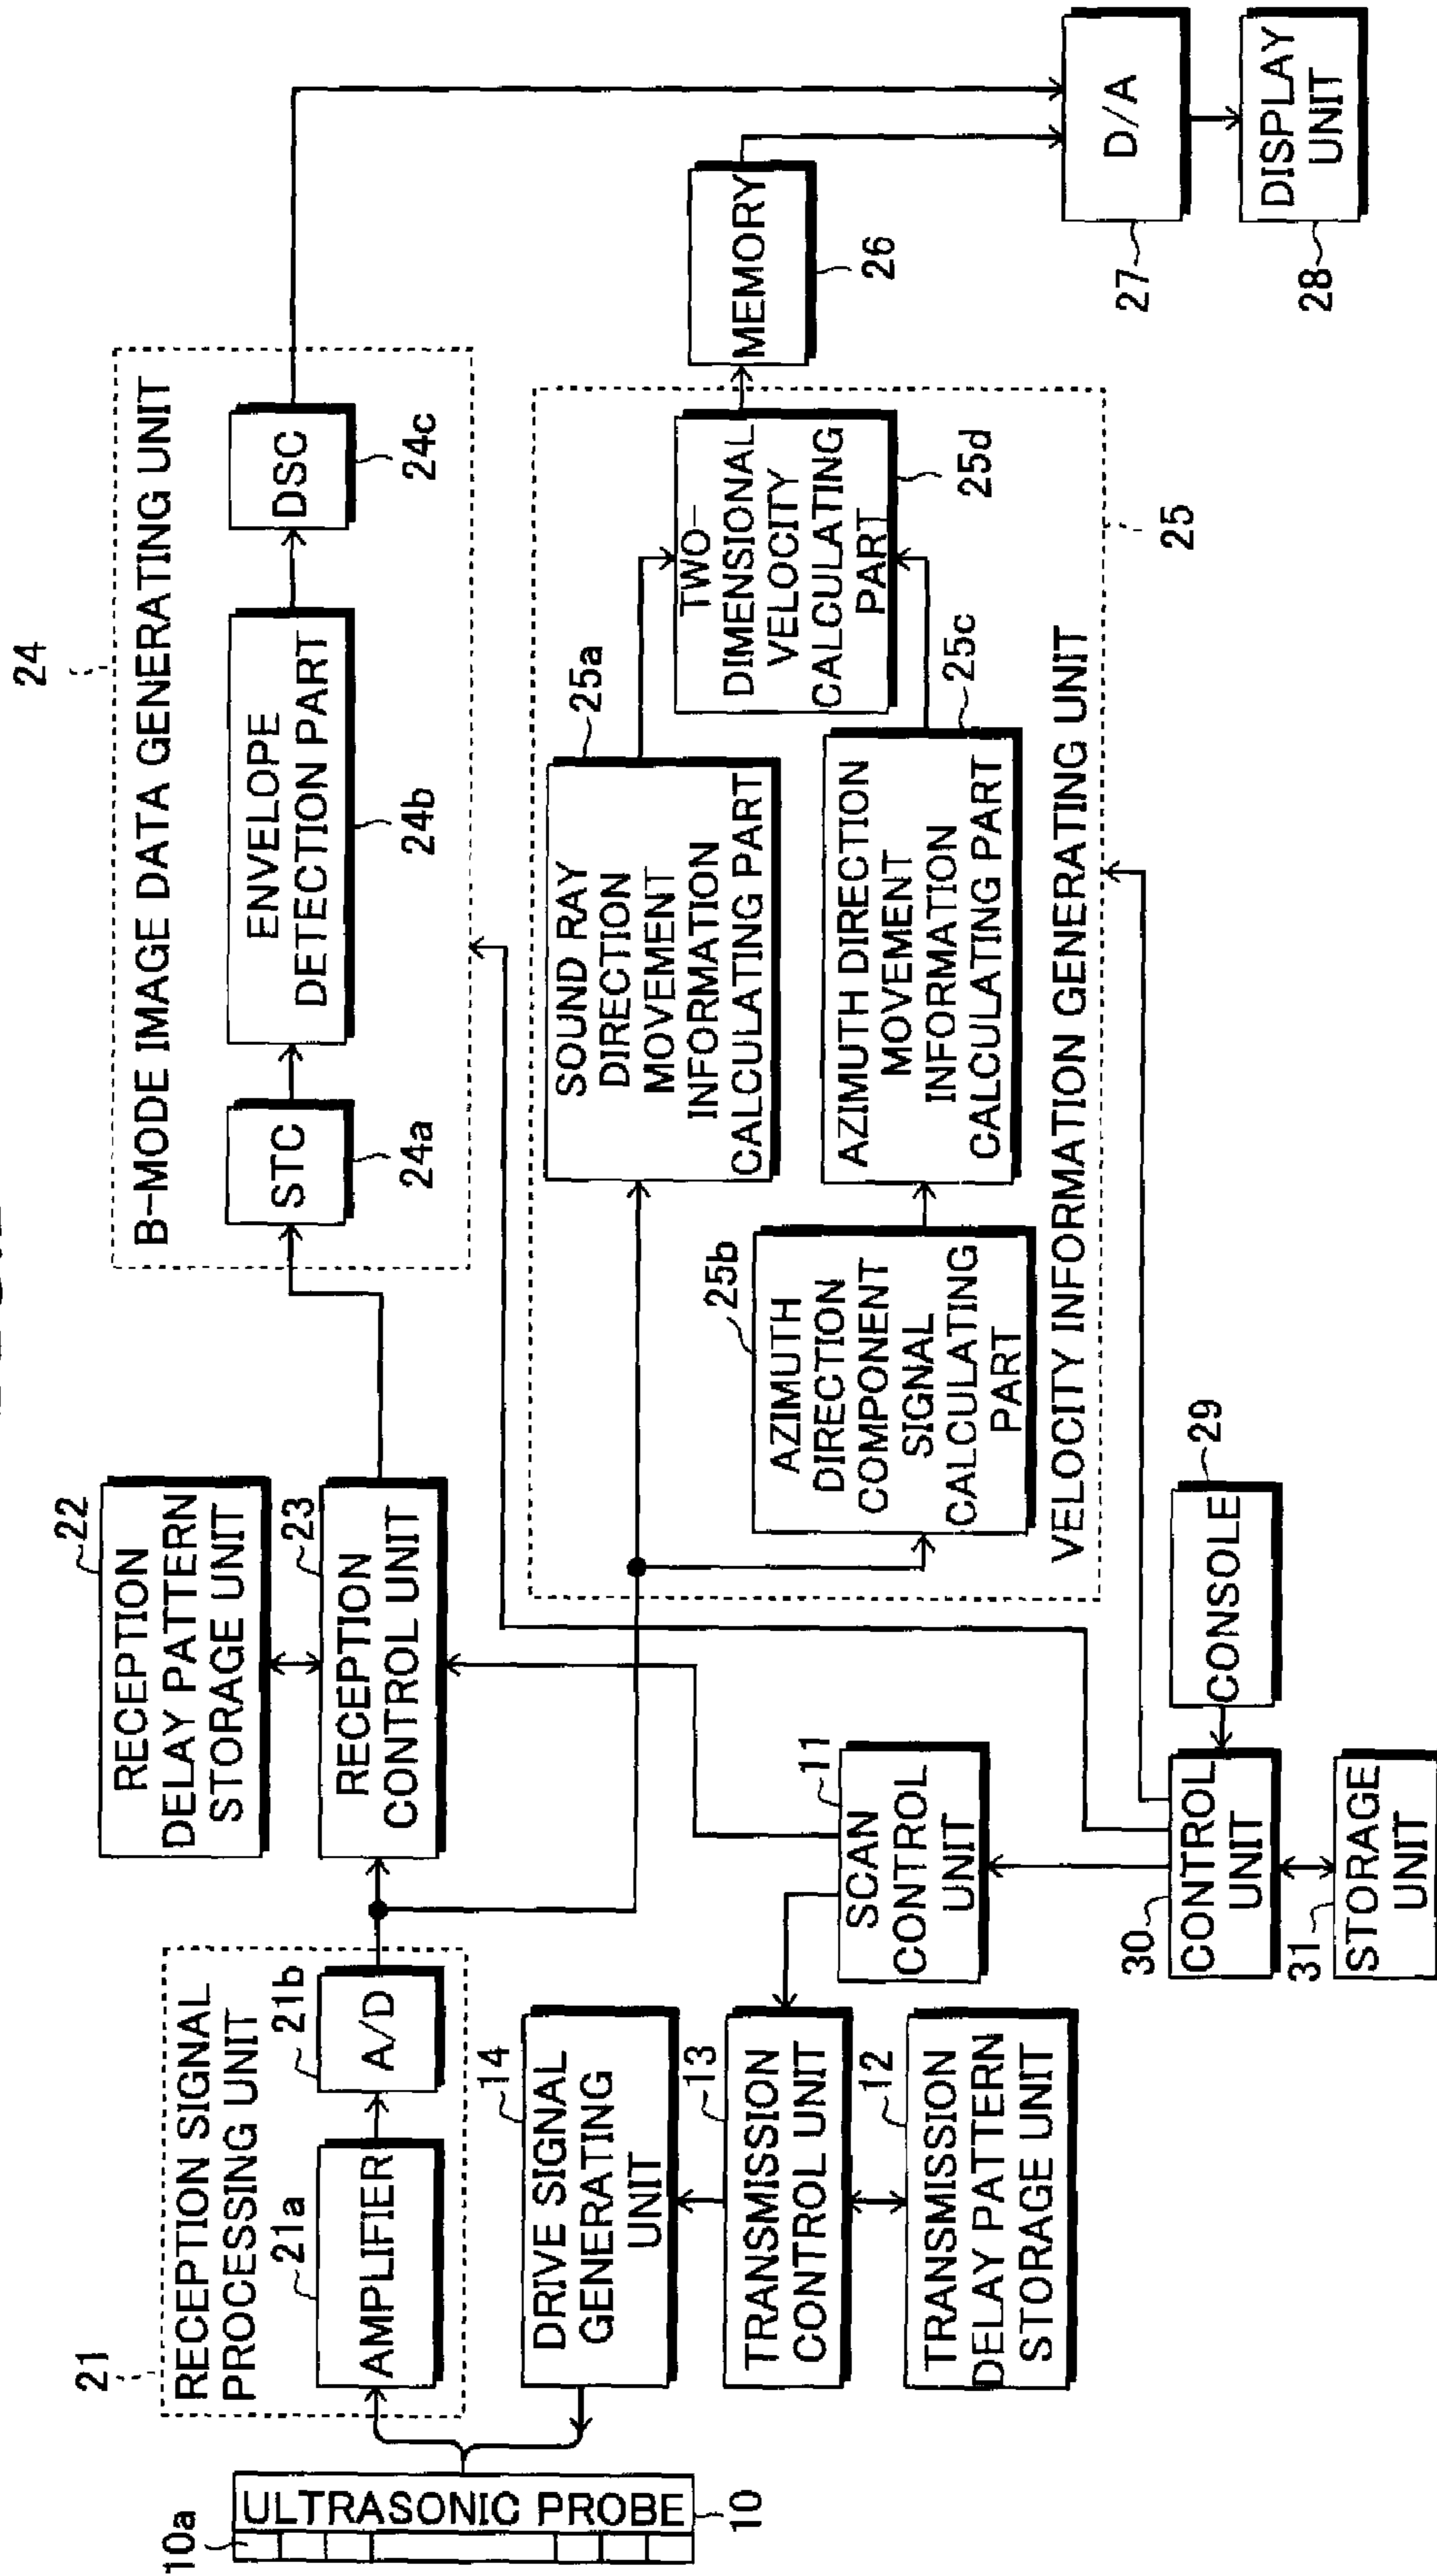 24
B-MODE IMAGE DATA GENERATING UNIT
STC
24a
ENVELOPE
DETECTION PART
24b
DSC
24c
22
RECEPTION
DELAY PATTERN
STORAGE UNIT
23
RECEPTION
CONTROL UNIT
21
RECEPTION SIGNAL
PROCESSING UNIT
21a
AMPLIFIER
21b
A/D
10a
ULTRASONIC PROBE
10
14
DRIVE SIGNAL
GENERATING
UNIT
13
TRANSMISSION
CONTROL UNIT
12
TRANSMISSION
DELAY PATTERN
STORAGE UNIT
11
SCAN
CONTROL
UNIT
25a
SOUND RAY
DIRECTION
MOVEMENT
INFORMATION
CALCULATING PART
25b
AZIMUTH
DIRECTION
COMPONENT
SIGNAL
CALCULATING
PART
25c
AZIMUTH DIRECTION
MOVEMENT
INFORMATION
CALCULATING PART
TWO-
DIMENSIONAL
VELOCITY
CALCULATING
PART
25d
VELOCITY INFORMATION GENERATING UNIT
25
MEMORY
26
D/A
27
DISPLAY
UNIT
28
CONSOLE
29
30
CONTROL
UNIT
31
STORAGE
UNIT